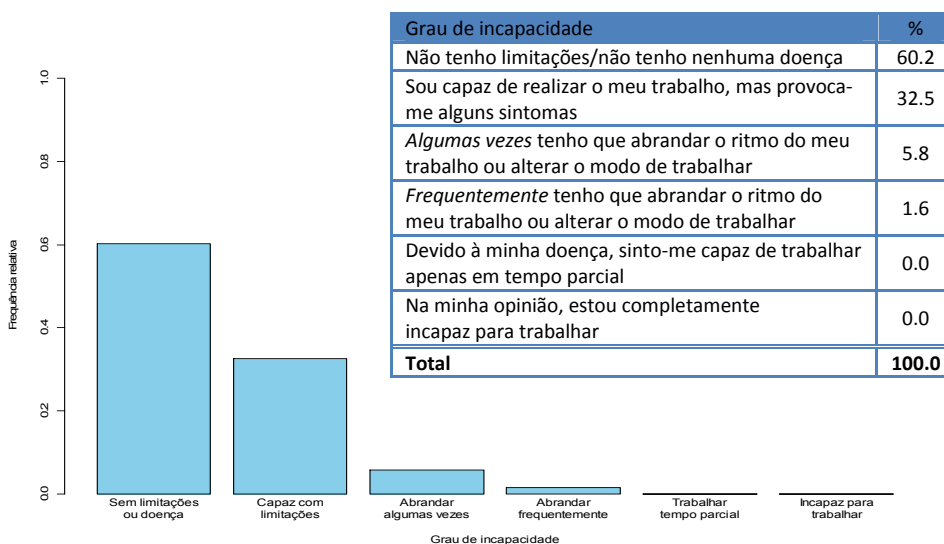 Grau de incapacidade %
Não tenho limitações/não tenho nenhuma doença 60.2
Sou capaz de realizar o meu trabalho, mas provoca-
me alguns sintomas 32.5
Algumas vezes tenho que abrandar o ritmo do meu
trabalho ou alterar o modo de trabalhar 5.8
Frequentemente tenho que abrandar o ritmo do
meu trabalho ou alterar o modo de trabalhar 1.6
Devido à minha doença, sinto-me capaz de trabalhar
apenas em tempo parcial 0.0
Na minha opinião, estou completamente
incapaz para trabalhar 0.0
Total 100.0
Frequência relativa
1.0
0.8
0.6
0.4
0.2
0.0
Sem limitações
ou doença
Capaz com
limitações
Abrandar
algumas vezes
Abrandar
frequentemente
Trabalhar
tempo parcial
Incapaz para
trabalhar
Grau de incapacidade